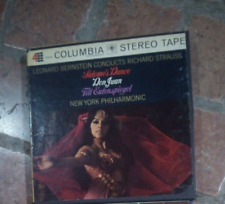 COLUMBIA STEREO TAPE
LEONARD BERNSTEIN CONDUCTS RICHARD STRAUSS
Salome's Dance
Don Juan
Till Eulenspiegel
NEW YORK PHILHARMONIC